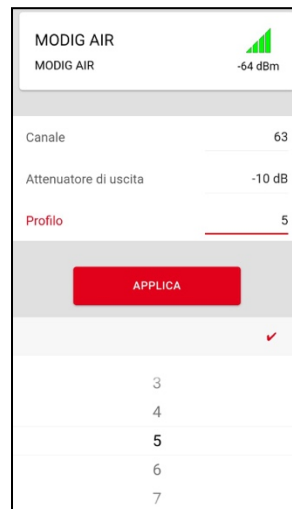 MODIG AIR
MODIG AIR -64 dBm
Canale 63
Attenuatore di uscita -10 dB
Profilo 5
APPLICA
3
4
5
6
7